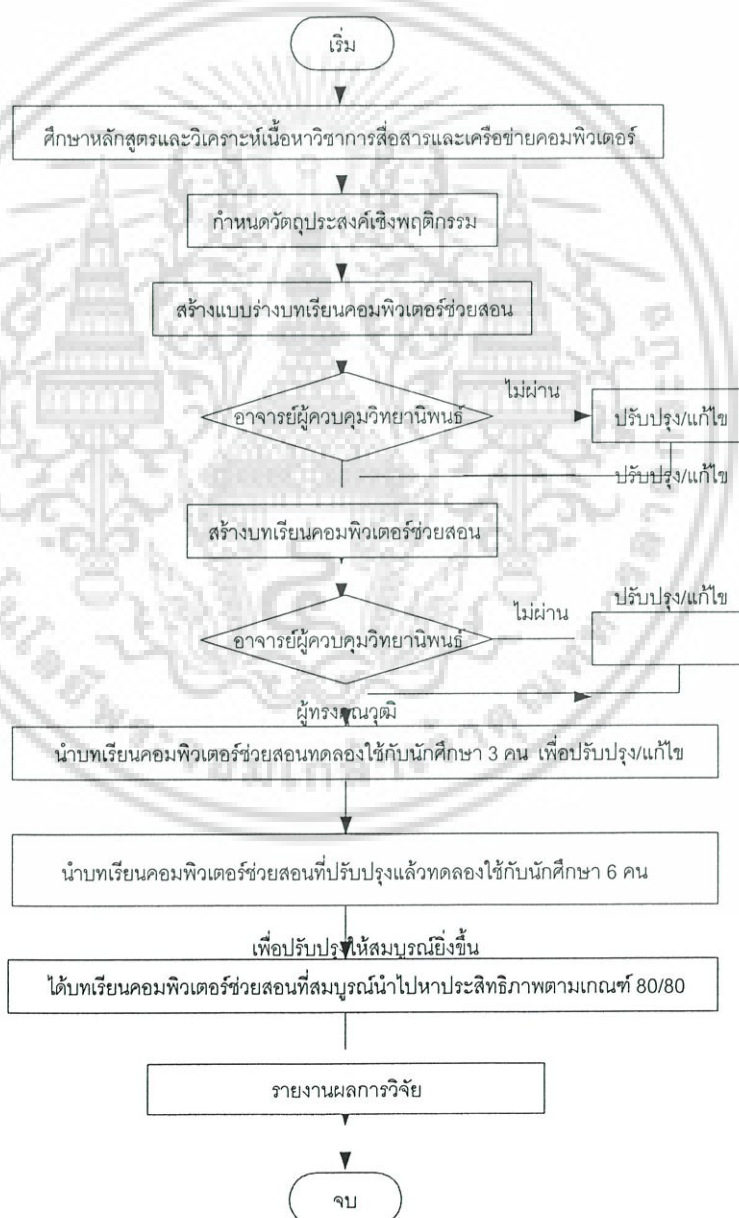 เริ่ม
ศึกษาหลักสูตรและวิเคราะห์เนื้อหาวิชาการสื่อสารและเครือข่ายคอมพิวเตอร์
กำหนดวัตถุประสงค์เชิงพฤติกรรม
สร้างแบบร่างบทเรียนคอมพิวเตอร์ช่วยสอน
อาจารย์ผู้ควบคุมวิทยานิพนธ์
ไม่ผ่าน
ปรับปรุง/แก้ไข
ปรับปรุง/แก้ไข
สร้างบทเรียนคอมพิวเตอร์ช่วยสอน
ปรับปรุง/แก้ไข
อาจารย์ผู้ควบคุมวิทยานิพนธ์
ไม่ผ่าน
ผู้ทรงคุณวุฒิ
นำบทเรียนคอมพิวเตอร์ช่วยสอนทดลองใช้กับนักศึกษา 3 คน เพื่อปรับปรุง/แก้ไข
นำบทเรียนคอมพิวเตอร์ช่วยสอนที่ปรับปรุงแล้วทดลองใช้กับนักศึกษา 6 คน
เพื่อปรับปรุงให้สมบูรณ์ยิ่งขึ้น
ได้บทเรียนคอมพิวเตอร์ช่วยสอนที่สมบูรณ์นำไปหาประสิทธิภาพตามเกณฑ์ 80/80
รายงานผลการวิจัย
จบ